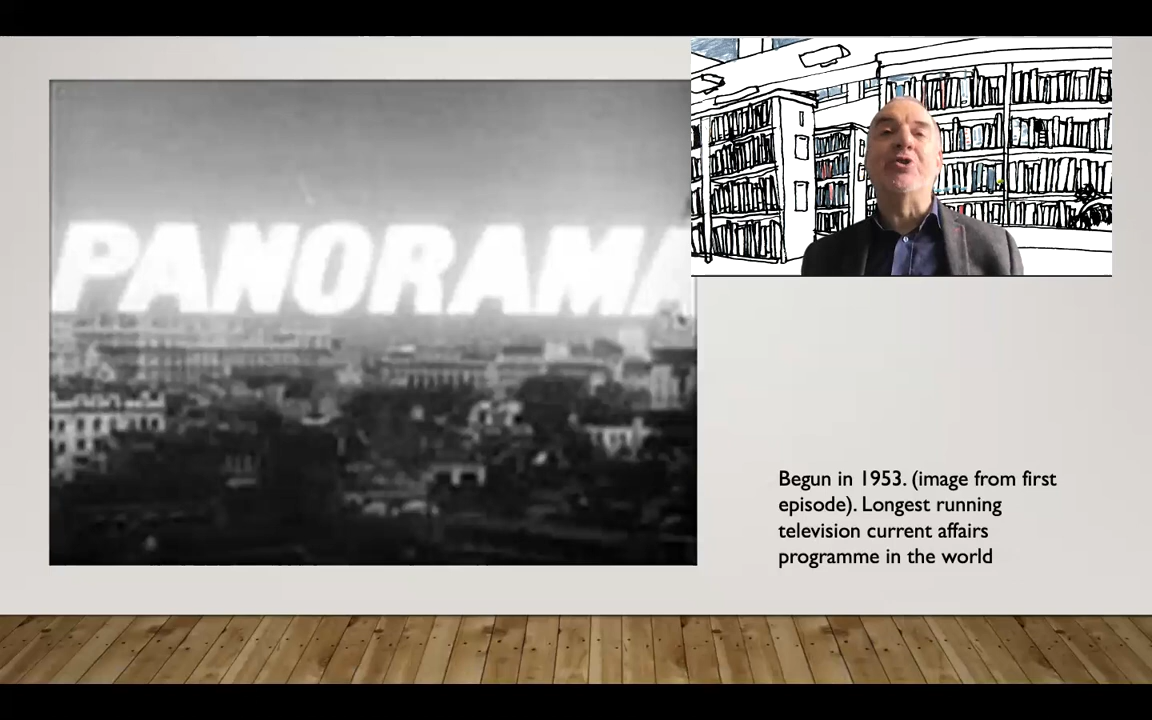 PANORAMA
Begun in 1953. (image from first
episode). Longest running
television current affairs
programme in the world